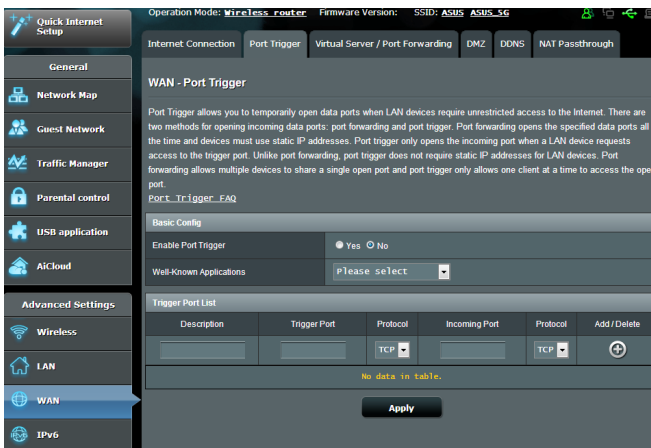 Quick Internet
Setup
Operation Mode: Wireless router Firmware Version: SSID: ASUS ASUS_5G
Internet Connection Port Trigger Virtual Server / Port Forwarding DMZ DDNS NAT Passthrough
General
Network Map
Guest Network
Traffic Manager
Parental control
USB application
AiCloud
Advanced Settings
Wireless
LAN
WAN
IPv6
WAN - Port Trigger
Port Trigger allows you to temporarily open data ports when LAN devices require unrestricted access to the Internet. There are
two methods for opening incoming data ports: port forwarding and port trigger. Port forwarding opens the specified data ports all
the time and devices must use static IP addresses. Port trigger only opens the incoming port when a LAN device requests
access to the trigger port. Unlike port forwarding, port trigger does not require static IP addresses for LAN devices. Port
forwarding allows multiple devices to share a single open port and port trigger only allows one client at a time to access the ope
port.
Port Trigger FAQ
Basic Config
Enable Port Trigger Yes No
Well-Known Applications Please select
Trigger Port List
Description Trigger Port Protocol Incoming Port Protocol Add / Delete
TCP TCP
No data in table.
Apply